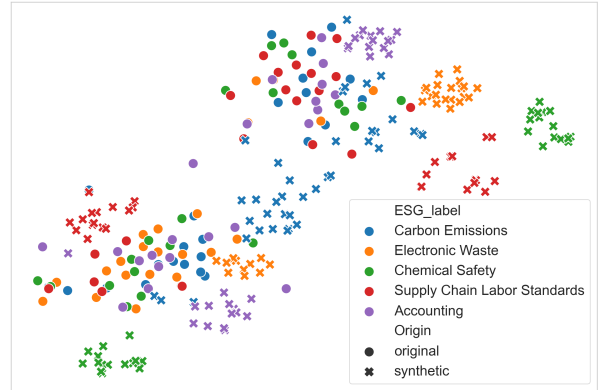 ESG_label
Carbon Emissions
Electronic Waste
Chemical Safety
Supply Chain Labor Standards
Accounting
Origin
original
synthetic